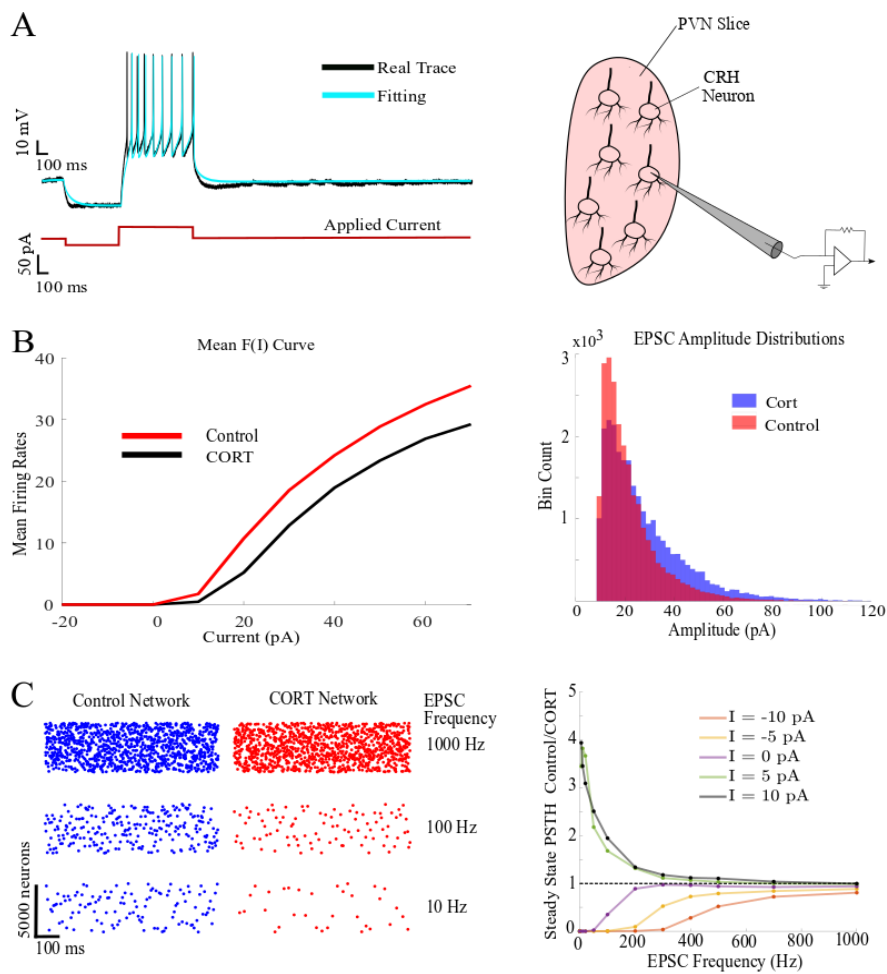 A
Real Trace
Fitting
10 mV
100 ms
Applied Current
50 pA
100 ms
PVN Slice
CRH
Neuron
B
Mean F(I) Curve
Mean Firing Rates
40
30
20
10
0
Control
CORT
-20
0
20
40
60
Current (pA)
EPSC Amplitude Distributions
x10³
Bin Count
3
2
1
Cort
Control
0
20
40
60
80
100
120
Amplitude (pA)
C
Control Network
CORT Network
EPSC
Frequency
1000 Hz
100 Hz
10 Hz
5000 neurons
100 ms
Steady State PSTH Control/CORT
5
4
3
2
1
0
I = -10 pA
I = -5 pA
I = 0 pA
I = 5 pA
I = 10 pA
0
200
400
600
800
1000
EPSC Frequency (Hz)